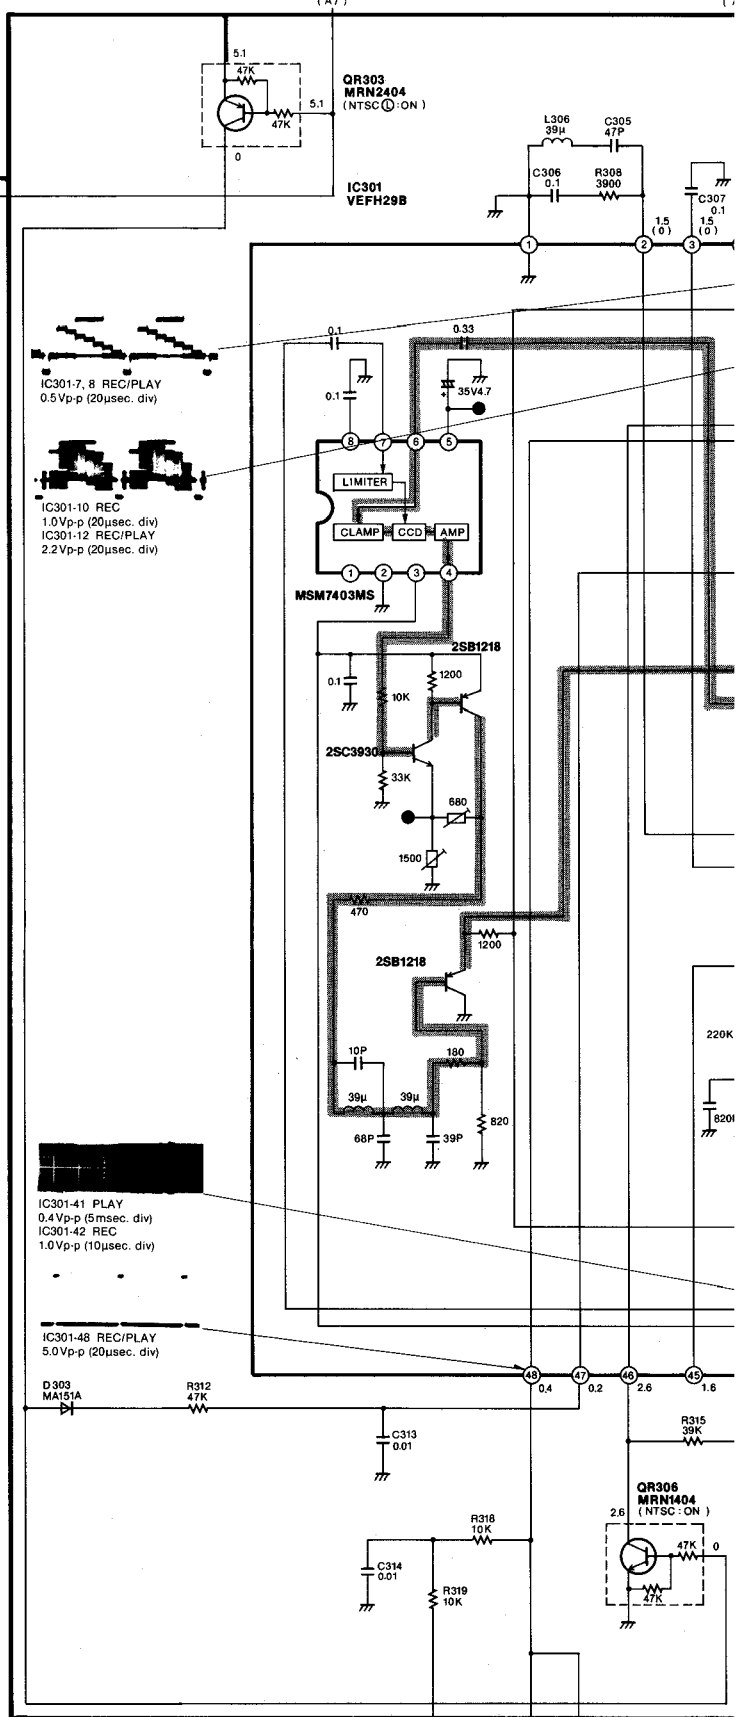 (A7)
5.1
47K
5.1
47K
0
QR303
MRN2404
(NTSC Ⓛ:ON)
IC301
VEFH29B
L306
39μ
C305
47P
C306
0.1
R308
3900
C307
0.1
1.5
(0)
1.5
(0)
1
2
3
IC301-7, 8 REC/PLAY
0.5Vp-p (20μsec. div)
0.1
0.33
0.1
35V4.7
+
8
7
6
5
LIMITER
CLAMP
CCD
AMP
1
2
3
4
MSM7403MS
IC301-10 REC
1.0Vp-p (20μsec. div)
IC301-12 REC/PLAY
2.2Vp-p (20μsec. div)
2SB1218
0.1
10K
1200
2SC3930
33K
680
1500
470
2SB1218
1200
10P
180
39μ
39μ
68P
39P
820
220K
IC301-41 PLAY
0.4Vp-p (5msec. div)
IC301-42 REC
1.0Vp-p (10μsec. div)
IC301-48 REC/PLAY
5.0Vp-p (20μsec. div)
48
0.4
47
0.2
46
2.6
45
1.6
D303
MA151A
R312
47K
C313
0.01
R315
39K
QR306
MRN1404
(NTSC:ON)
2.6
47K
0
47K
R318
10K
C314
0.01
R319
10K